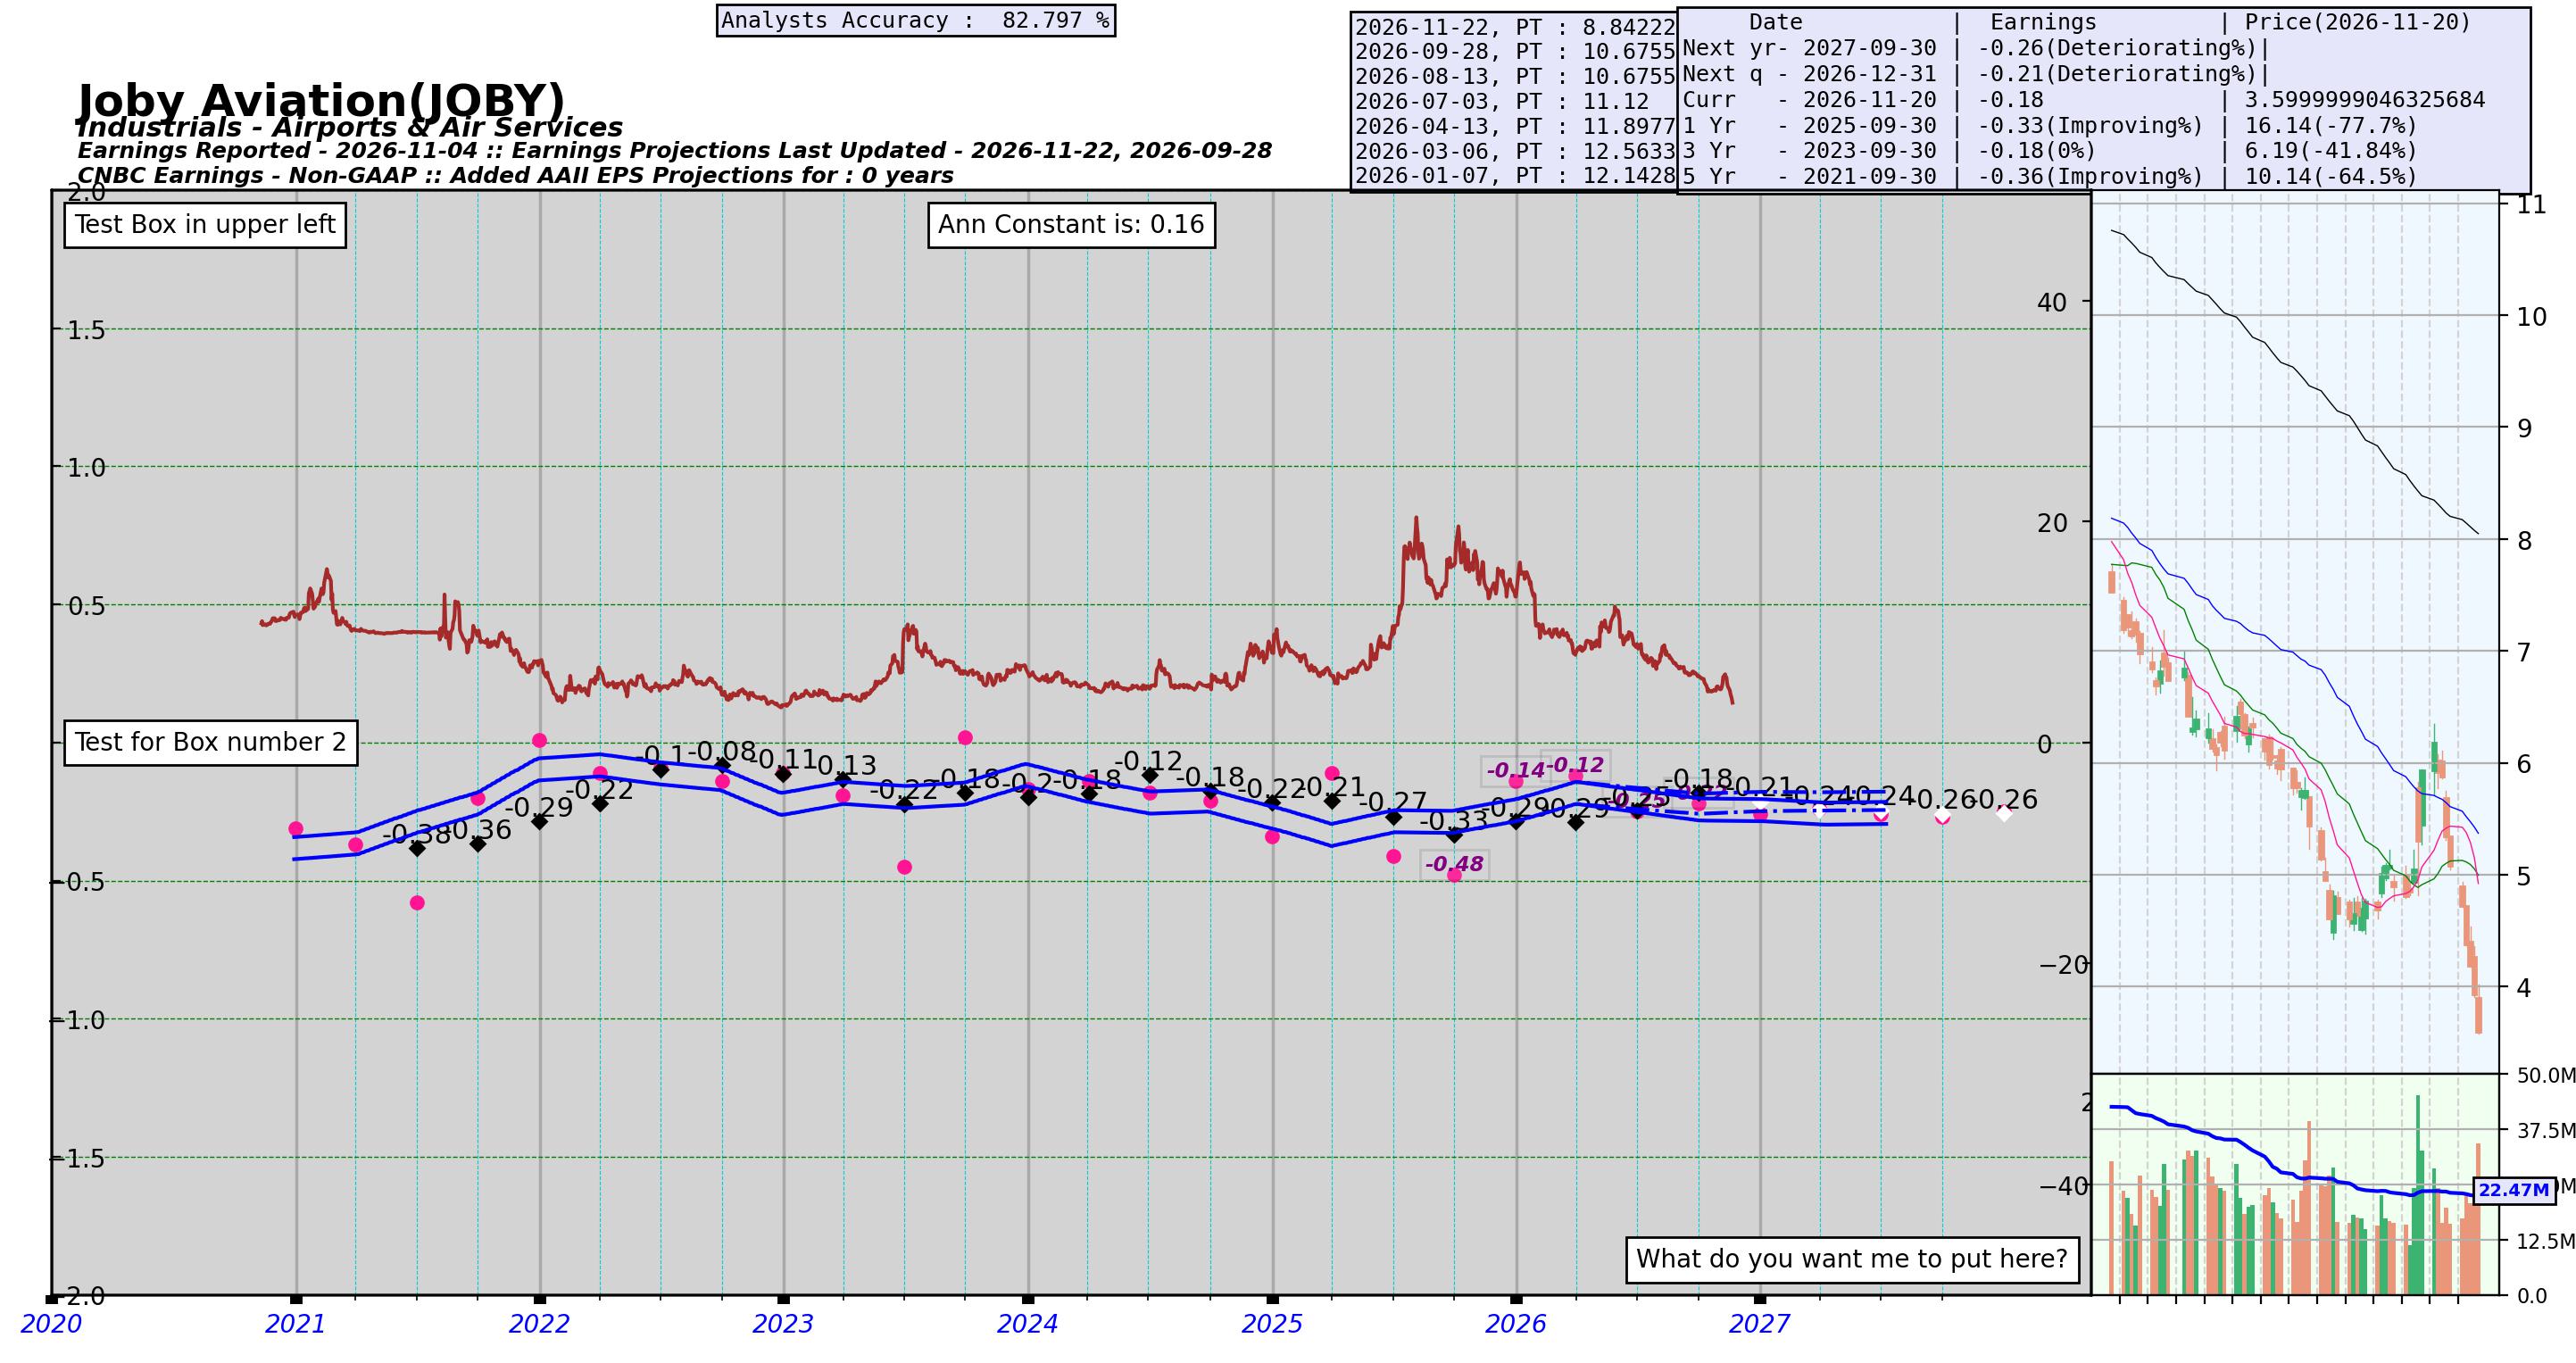 Analysts Accuracy :  82.797 %
2026-11-22, PT : 8.84222
2026-09-28, PT : 10.6755
2026-08-13, PT : 10.6755
2026-07-03, PT : 11.12
2026-04-13, PT : 11.8977
2026-03-06, PT : 12.5633
2026-01-07, PT : 12.1428
Date | Earnings | Price(2026-11-20)
Next yr- 2027-09-30 | -0.26(Deteriorating%)|
Next q - 2026-12-31 | -0.21(Deteriorating%)|
Curr - 2026-11-20 | -0.18 | 3.5999999046325684
1 Yr - 2025-09-30 | -0.33(Improving%) | 16.14(-77.7%)
3 Yr - 2023-09-30 | -0.18(0%) | 6.19(-41.84%)
5 Yr - 2021-09-30 | -0.36(Improving%) | 10.14(-64.5%)
Joby Aviation(JOBY)
Industrials - Airports & Air Services
Earnings Reported - 2026-11-04 :: Earnings Projections Last Updated - 2026-11-22, 2026-09-28
CNBC Earnings - Non-GAAP :: Added AAII EPS Projections for : 0 years
Test Box in upper left
Ann Constant is: 0.16
Test for Box number 2
What do you want me to put here?
2.0
1.5
1.0
0.5
−0.5
−1.0
−1.5
−2.0
40
20
0
−20
−40
-0.38
-0.36
-0.29
-0.22
-0.1
-0.08
-0.11
-0.13
-0.22
-0.18
-0.2
-0.18
-0.12
-0.18
-0.22
-0.21
-0.27
-0.33
-0.29
-0.29
-0.25
-0.18
-0.21
-0.24
-0.24
-0.26
-0.26
-0.48
-0.14
-0.12
-0.25
11
10
9
8
7
6
5
4
50.0M
37.5M
22.47M
12.5M
0.0
2020
2021
2022
2023
2024
2025
2026
2027